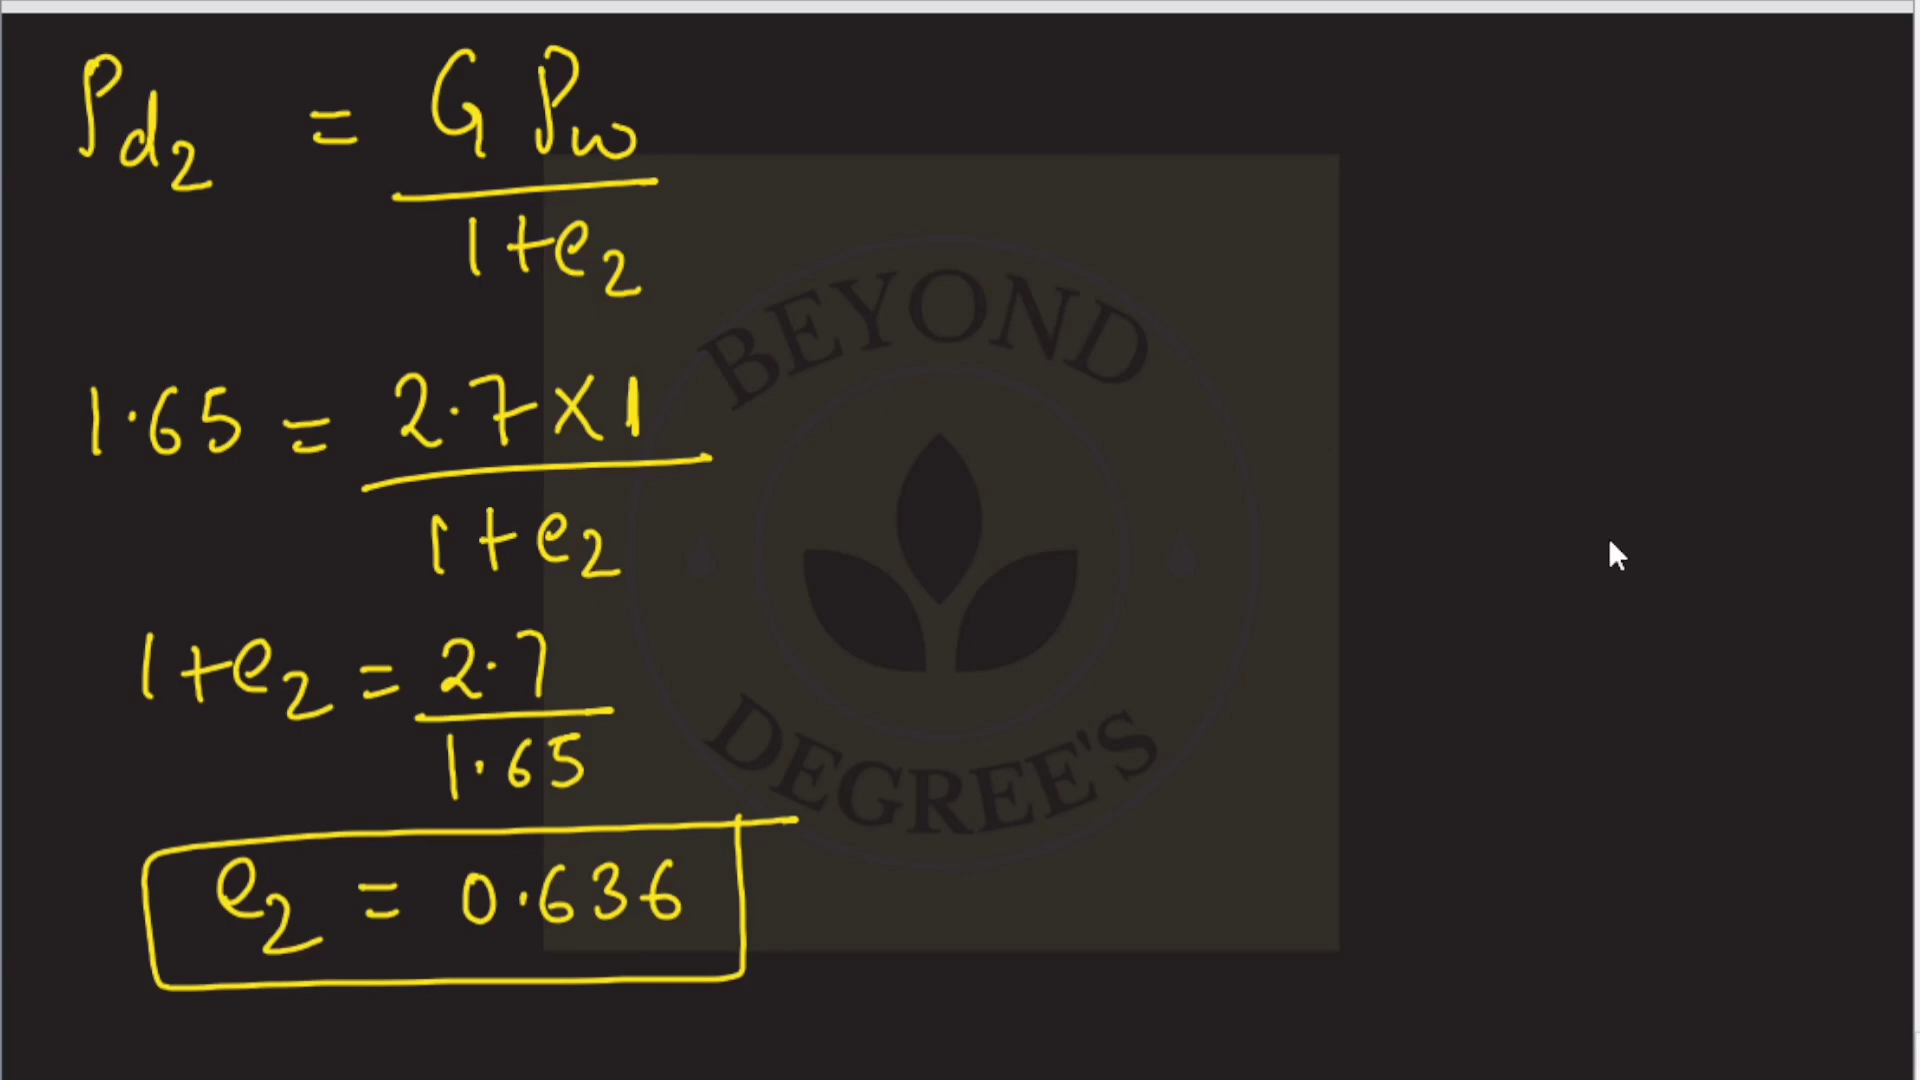 ρd₂ = G ρw
1+e₂
1.65 = 2.7 × 1
1+e₂
1+e₂ = 2.7
1.65
e₂ = 0.636
BEYOND
DEGREE'S